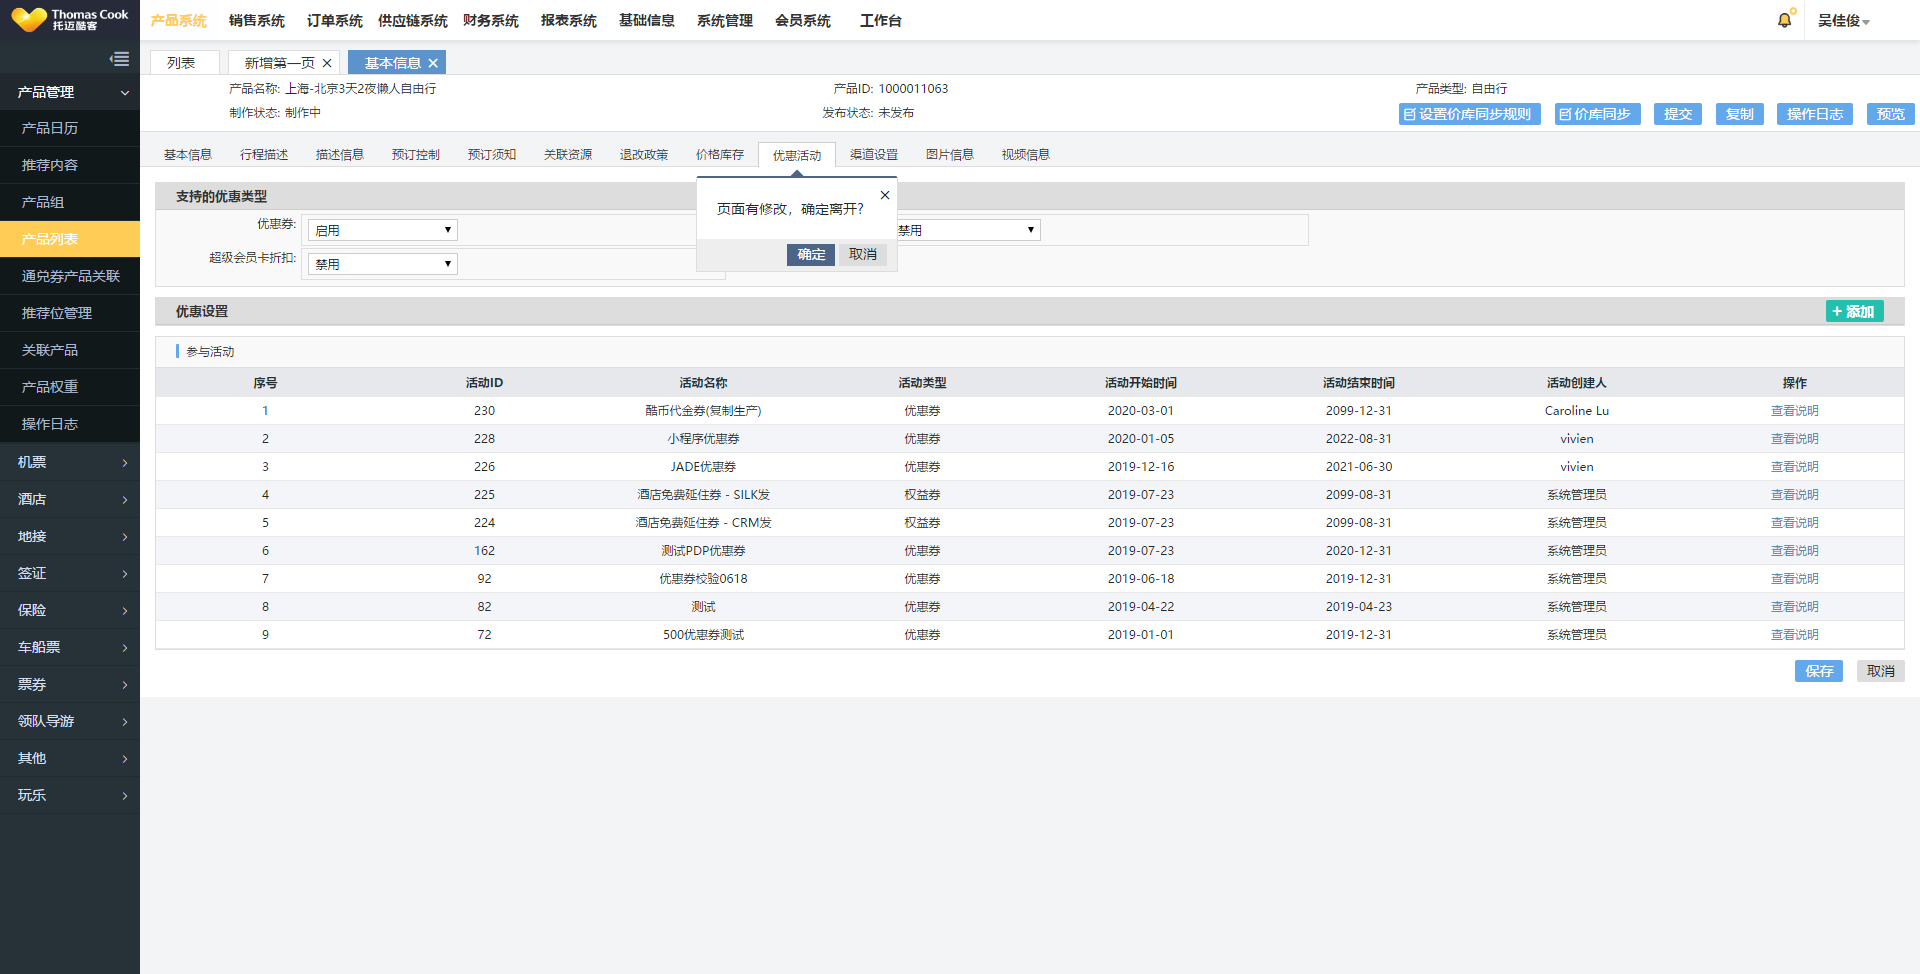 Thomas Cook
托迈酷客
产品系统 销售系统 订单系统 供应链系统 财务系统 报表系统 基础信息 系统管理 会员系统 工作台
吴佳俊
产品管理
产品日历
推荐内容
产品组
产品列表
通兑券产品关联
推荐位管理
关联产品
产品权重
操作日志
机票
酒店
地接
签证
保险
车船票
票券
领队导游
其他
玩乐
列表 新增第一页 × 基本信息 ×
产品名称: 上海-北京3天2夜懒人自由行 产品ID: 1000011063 产品类型: 自由行
制作状态: 制作中 发布状态: 未发布
设置价库同步规则 价库同步 提交 复制 操作日志 预览
基本信息 行程描述 描述信息 预订控制 预订须知 关联资源 退改政策 价格库存 优惠活动 渠道设置 图片信息 视频信息
支持的优惠类型
优惠券: 启用 禁用
超级会员卡折扣: 禁用
×
页面有修改，确定离开?
确定 取消
优惠设置 + 添加
参与活动
序号 活动ID 活动名称 活动类型 活动开始时间 活动结束时间 活动创建人 操作
1 230 酷币代金券(复制生产) 优惠券 2020-03-01 2099-12-31 Caroline Lu 查看说明
2 228 小程序优惠券 优惠券 2020-01-05 2022-08-31 vivien 查看说明
3 226 JADE优惠券 优惠券 2019-12-16 2021-06-30 vivien 查看说明
4 225 酒店免费延住券 - SILK发 权益券 2019-07-23 2099-08-31 系统管理员 查看说明
5 224 酒店免费延住券 - CRM发 权益券 2019-07-23 2099-08-31 系统管理员 查看说明
6 162 测试PDP优惠券 优惠券 2019-07-23 2020-12-31 系统管理员 查看说明
7 92 优惠券校验0618 优惠券 2019-06-18 2019-12-31 系统管理员 查看说明
8 82 测试 优惠券 2019-04-22 2019-04-23 系统管理员 查看说明
9 72 500优惠券测试 优惠券 2019-01-01 2019-12-31 系统管理员 查看说明
保存 取消